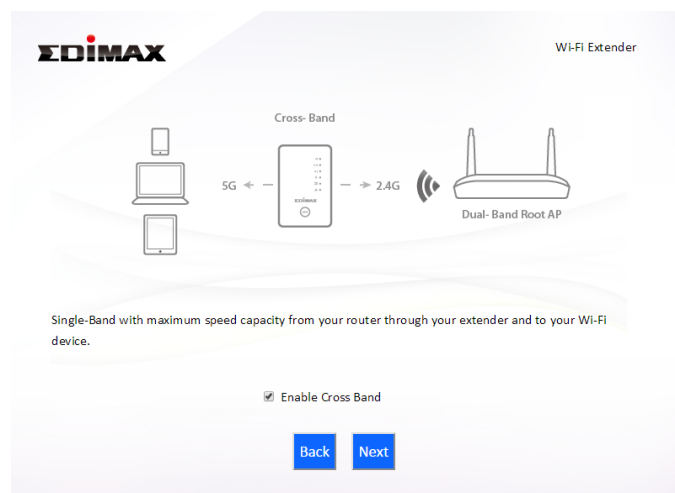 EDIMAX
Wi-Fi Extender
Cross- Band
5G
2.4G
EDIMAX
Dual- Band Root AP
Single-Band with maximum speed capacity from your router through your extender and to your Wi-Fi
device.
Enable Cross Band
Back
Next